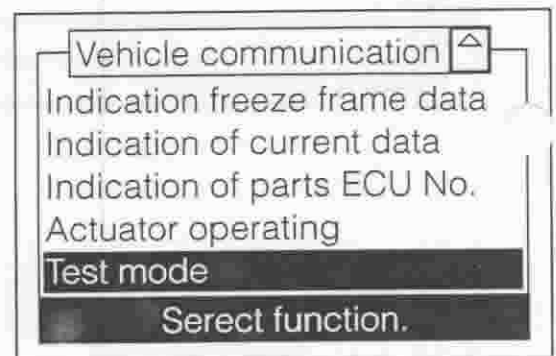 Vehicle communication
Indication freeze frame data
Indication of current data
Indication of parts ECU No.
Actuator operating
Test mode
Serect function.